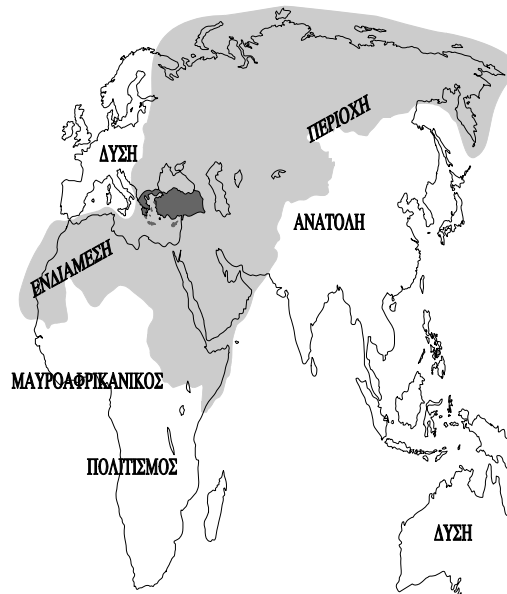 ΠΕΡΙΟΧΗ
ΔΥΣΗ
ΑΝΑΤΟΛΗ
ΕΝΔΙΑΜΕΣΗ
ΜΑΥΡΟΑΦΡΙΚΑΝΙΚΟΣ
ΠΟΛΙΤΙΣΜΟΣ
ΔΥΣΗ